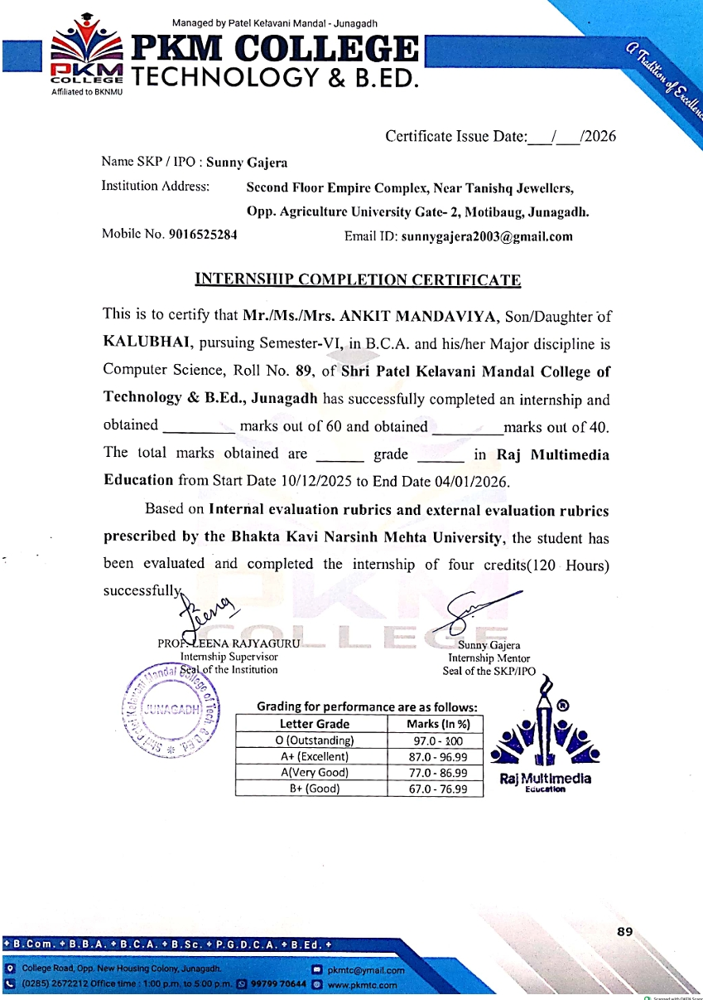 Managed by Patel Kelavani Mandal - Junagadh
PKM COLLEGE
TECHNOLOGY & B.ED.
PKM
COLLEGE
Affiliated to BKNMU
A Tradition of Excellence
Certificate Issue Date:___/___/2026
Name SKP / IPO : Sunny Gajera
Institution Address: Second Floor Empire Complex, Near Tanishq Jewellers,
Opp. Agriculture University Gate- 2, Motibaug, Junagadh.
Mobile No. 9016525284 Email ID: sunnygajera2003@gmail.com
INTERNSHIP COMPLETION CERTIFICATE
This is to certify that Mr./Ms./Mrs. ANKIT MANDAVIYA, Son/Daughter of
KALUBHAI, pursuing Semester-VI, in B.C.A. and his/her Major discipline is
Computer Science, Roll No. 89, of Shri Patel Kelavani Mandal College of
Technology & B.Ed., Junagadh has successfully completed an internship and
obtained _________ marks out of 60 and obtained _________marks out of 40.
The total marks obtained are ______ grade ______ in Raj Multimedia
Education from Start Date 10/12/2025 to End Date 04/01/2026.
Based on Internal evaluation rubrics and external evaluation rubrics
prescribed by the Bhakta Kavi Narsinh Mehta University, the student has
been evaluated and completed the internship of four credits(120 Hours)
successfully.
Leena
PKM
COLLEGE
PROF. LEENA RAJYAGURU
Internship Supervisor
Seal of the Institution
Sunny Gajera
Internship Mentor
Seal of the SKP/IPO
Shri Patel Kelavani Mandal College of Tech. & B.Ed.
JUNAGADH
Grading for performance are as follows:
Letter Grade Marks (In %)
O (Outstanding) 97.0 - 100
A+ (Excellent) 87.0 - 96.99
A(Very Good) 77.0 - 86.99
B+ (Good) 67.0 - 76.99
®
Raj Multimedia
Education
89
+ B.Com. + B.B.A. + B.C.A. + B.Sc. + P.G.D.C.A. + B.Ed. +
College Road, Opp. New Housing Colony, Junagadh. pkmtc@ymail.com
(0285) 2672212 Office time : 1:00 p.m. to 5:00 p.m. 99799 70644 www.pkmtc.com
Scanned with OKEN Scanner